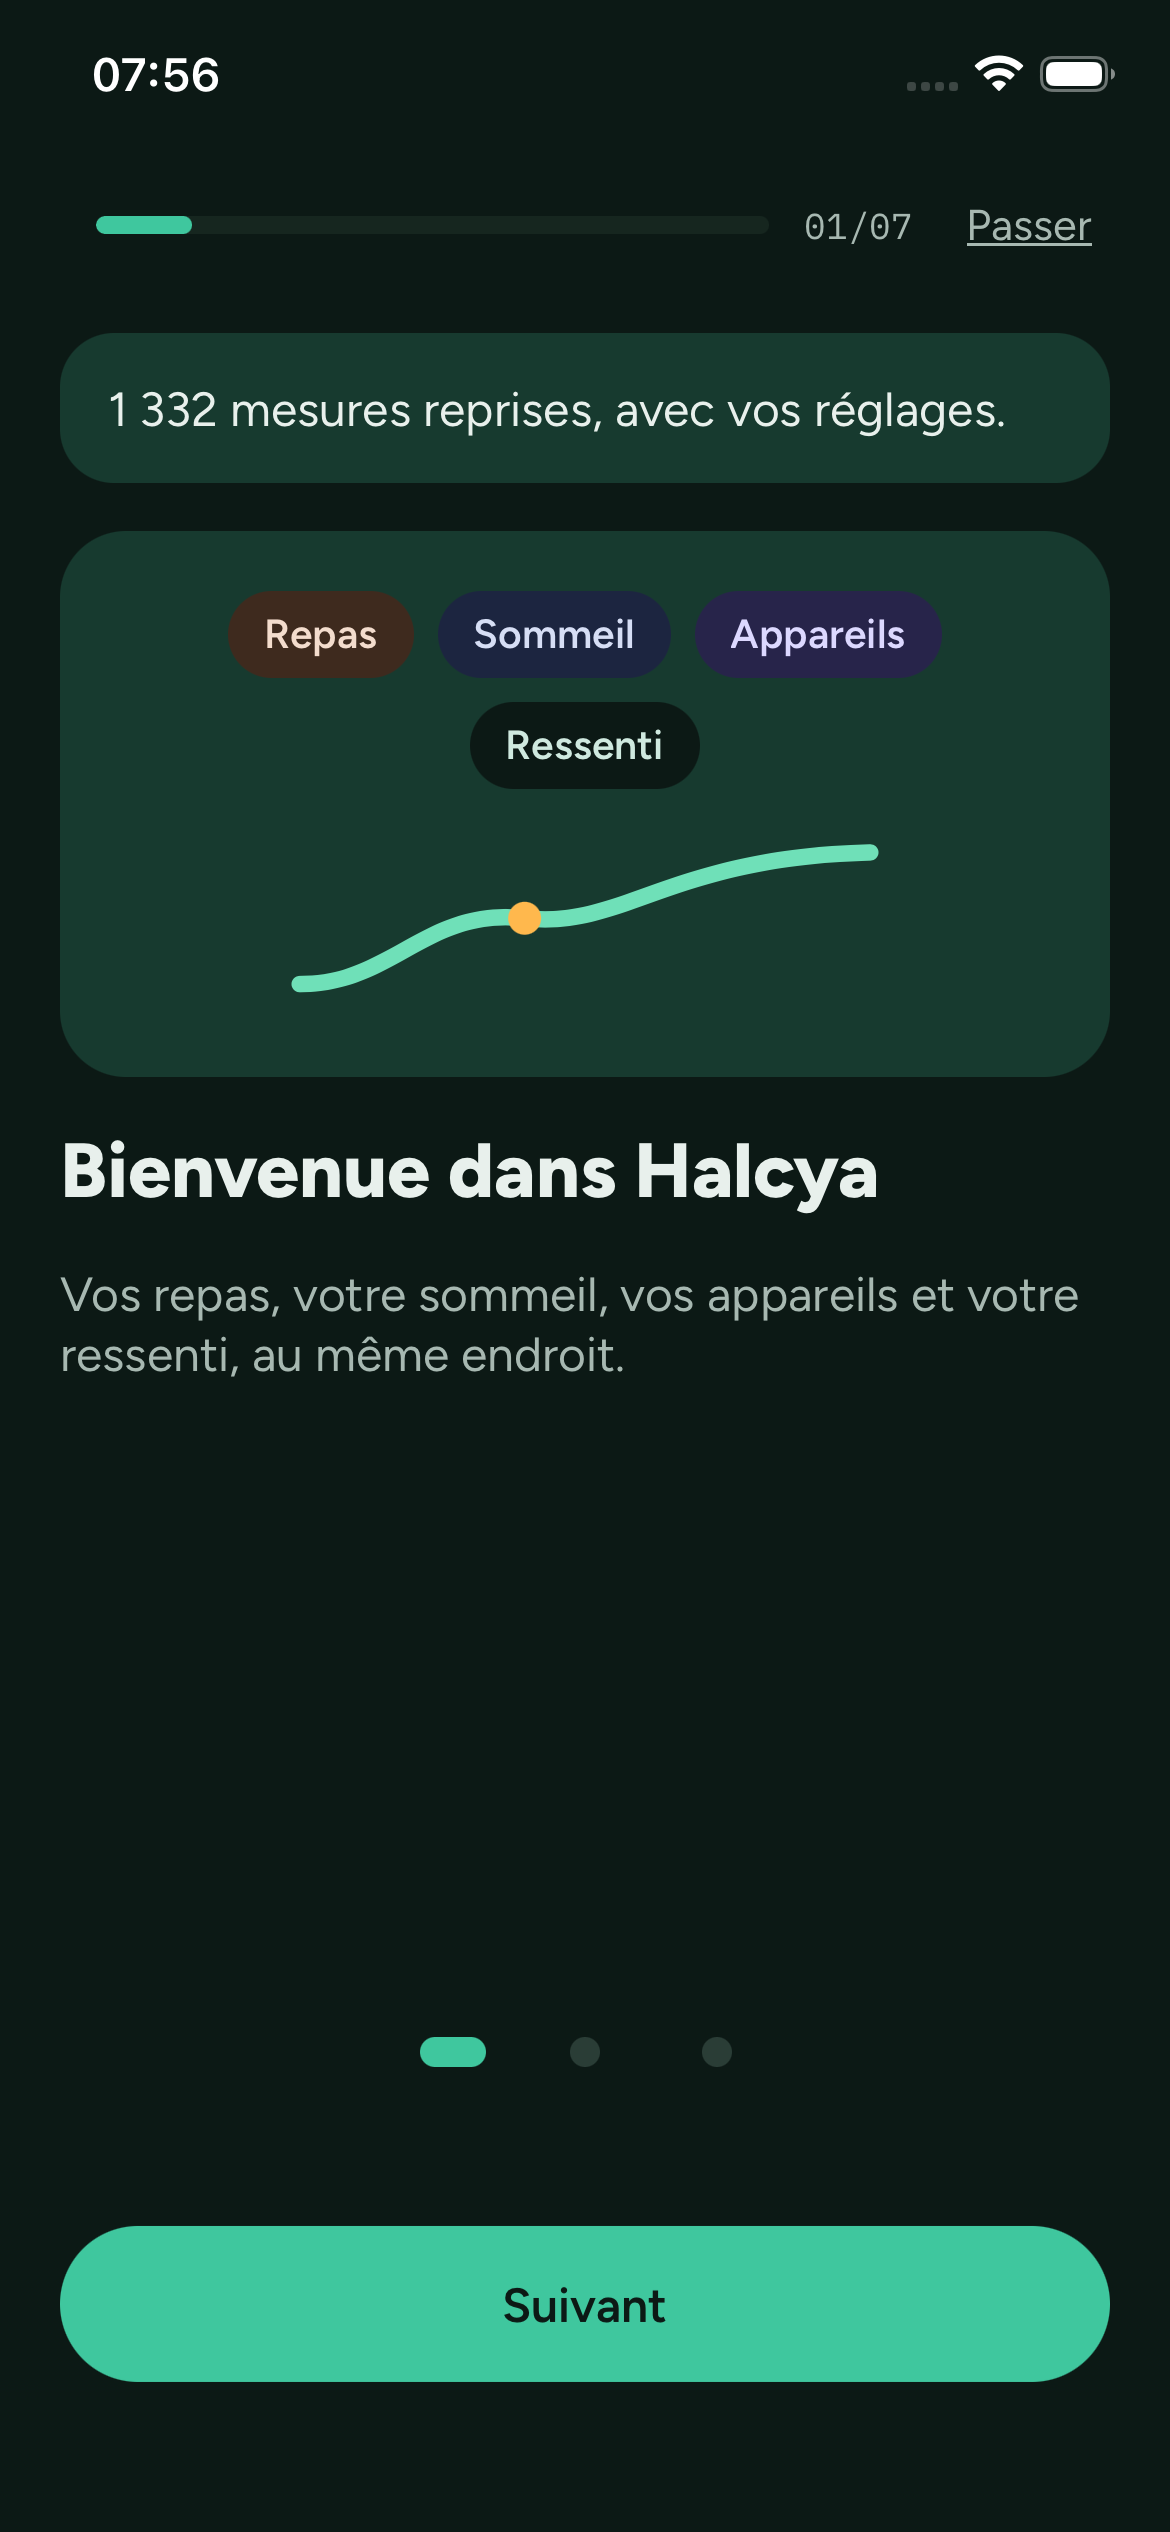 07:56
01/07 Passer
1 332 mesures reprises, avec vos réglages.
Repas Sommeil Appareils
Ressenti
Bienvenue dans Halcya
Vos repas, votre sommeil, vos appareils et votre
ressenti, au même endroit.
Suivant